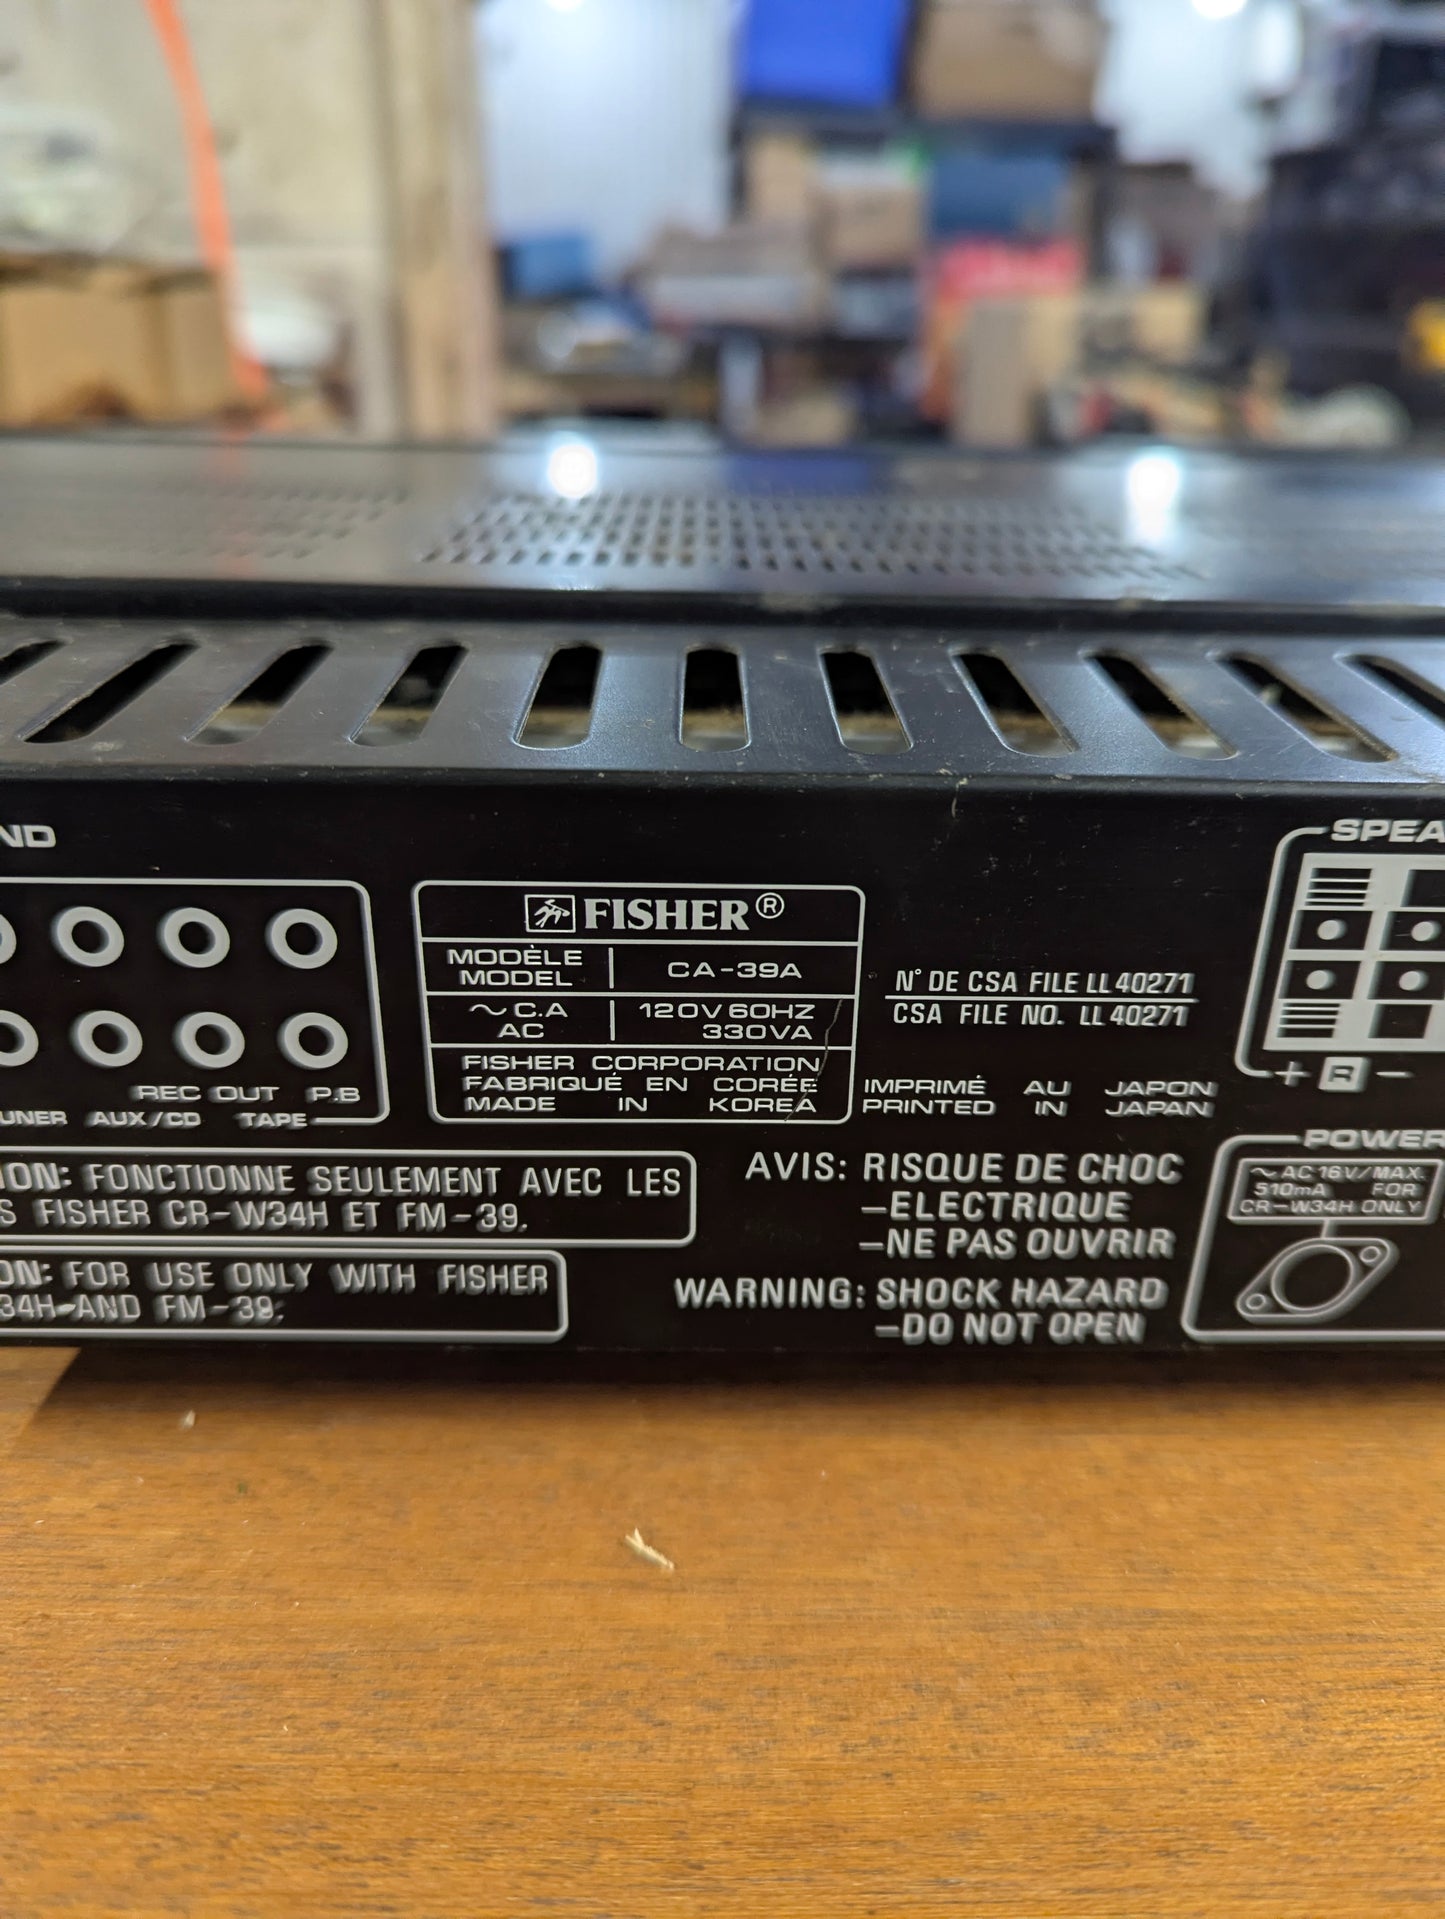 ND
REC OUT P.B
UNER AUX/CD TAPE
FISHER®
MODÈLE
MODEL
CA-39A
~ C.A
AC
120V 60HZ
330VA
FISHER CORPORATION
FABRIQUÉ EN CORÉE
MADE IN KOREA
N° DE CSA FILE LL 40271
CSA FILE NO. LL 40271
IMPRIMÉ AU JAPON
PRINTED IN JAPAN
ION: FONCTIONNE SEULEMENT AVEC LES
S FISHER CR-W34H ET FM-39.
ON: FOR USE ONLY WITH FISHER
34H AND FM-39.
AVIS: RISQUE DE CHOC
-ELECTRIQUE
-NE PAS OUVRIR
WARNING: SHOCK HAZARD
-DO NOT OPEN
SPEA
+ R -
POWER
~ AC 16V/MAX.
510mA FOR
CR-W34H ONLY